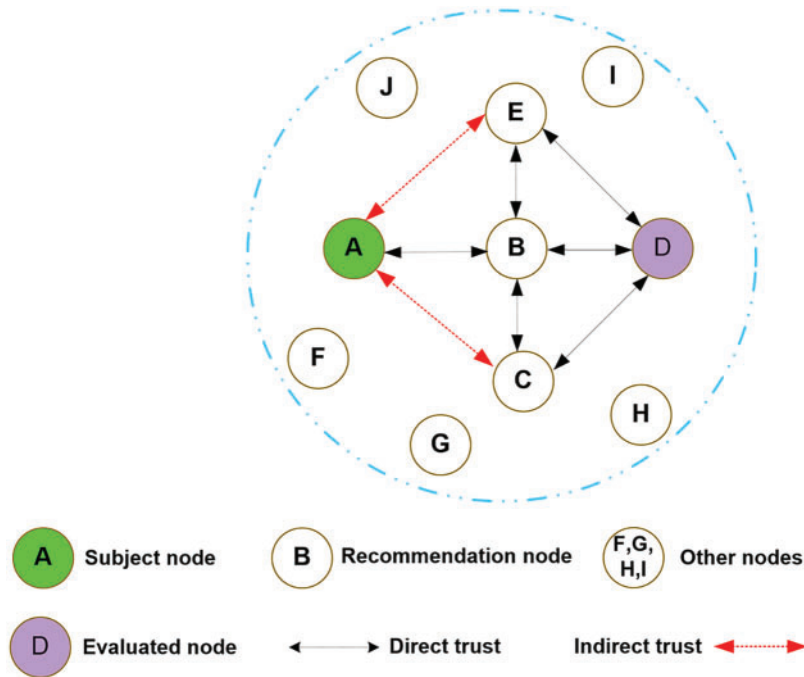 J
I
E
A
B
D
F
C
G
H
A Subject node
B Recommendation node
F,G,
H,I
Other nodes
D Evaluated node
Direct trust
Indirect trust